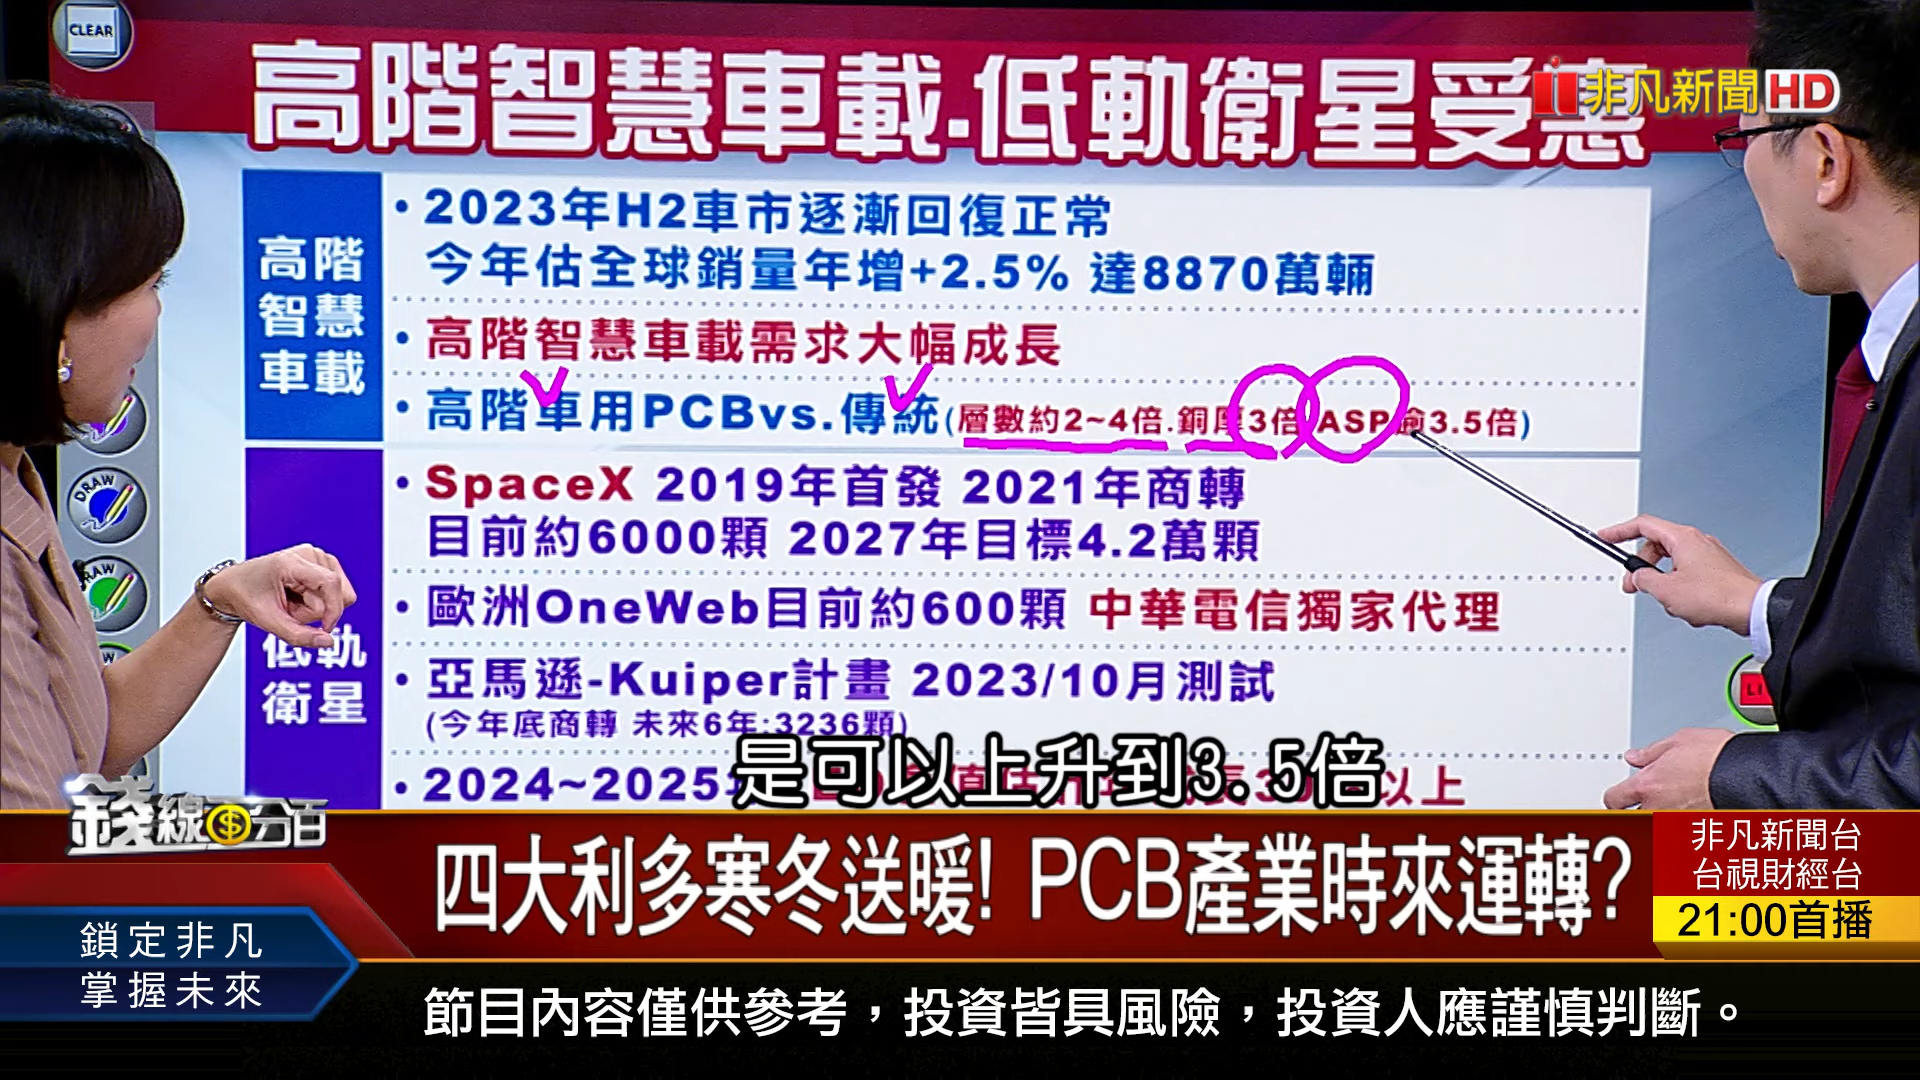 CLEAR
高階智慧車載.低軌衛星受惠
非凡新聞HD
高階
智慧
車載
•2023年H2車市逐漸回復正常
今年估全球銷量年增+2.5% 達8870萬輛
•高階智慧車載需求大幅成長
•高階車用PCBvs.傳統(層數約2~4倍.銅厚3倍 ASP逾3.5倍)
DRAW
低軌
衛星
•SpaceX 2019年首發 2021年商轉
目前約6000顆 2027年目標4.2萬顆
•歐洲OneWeb目前約600顆 中華電信獨家代理
•亞馬遜-Kuiper計畫 2023/10月測試
(今年底商轉 未來6年:3236顆)
•2024~2025
以上
是可以上升到3.5倍
錢線百分百
四大利多寒冬送暖! PCB產業時來運轉?
非凡新聞台
台視財經台
21:00首播
鎖定非凡
掌握未來
節目內容僅供參考，投資皆具風險，投資人應謹慎判斷。